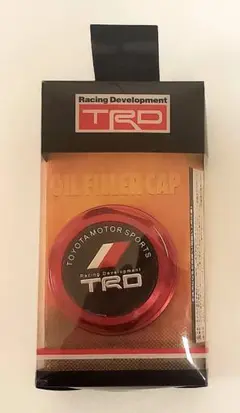 Racing Development
TRD
OIL FILLER CAP
TOYOTA MOTOR SPORTS
Racing Development
TRD